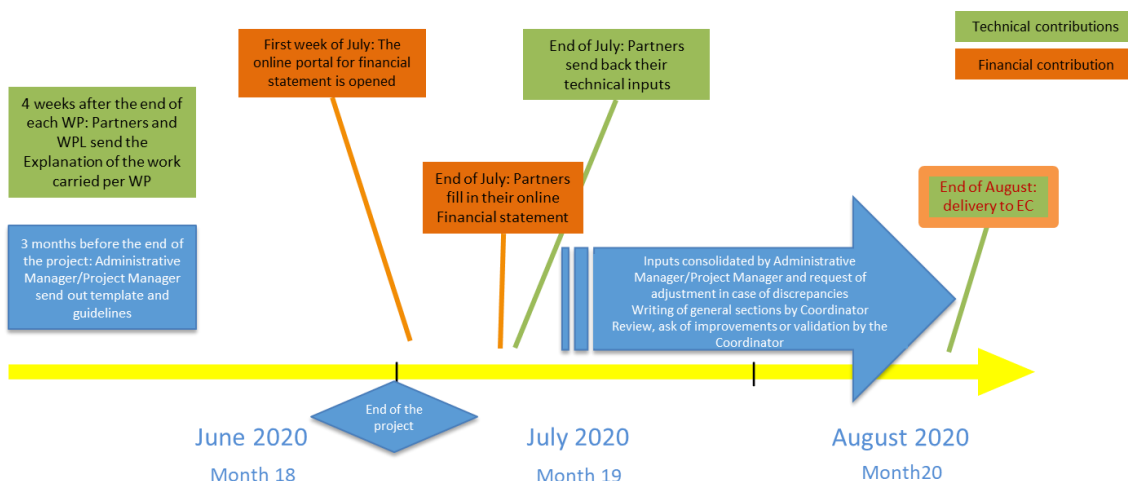 Technical contributions
Financial contribution
First week of July: The
online portal for financial
statement is opened
End of July: Partners
send back their
technical inputs
4 weeks after the end of
each WP: Partners and
WPL send the
Explanation of the work
carried per WP
End of July: Partners
fill in their online
Financial statement
End of August:
delivery to EC
3 months before the end of
the project: Administrative
Manager/Project Manager
send out template and
guidelines
Inputs consolidated by Administrative
Manager/Project Manager and request of
adjustment in case of discrepancies
Writing of general sections by Coordinator
Review, ask of improvements or validation by the
Coordinator
End of the
project
June 2020
Month 18
July 2020
Month 19
August 2020
Month20